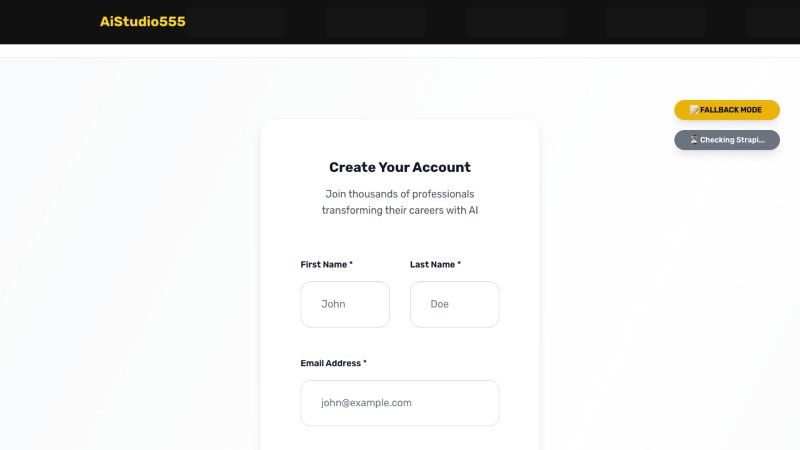 AiStudio555
📝 FALLBACK MODE
⏳ Checking Strapi...
Create Your Account
Join thousands of professionals
transforming their careers with AI
First Name *
Last Name *
John
Doe
Email Address *
john@example.com